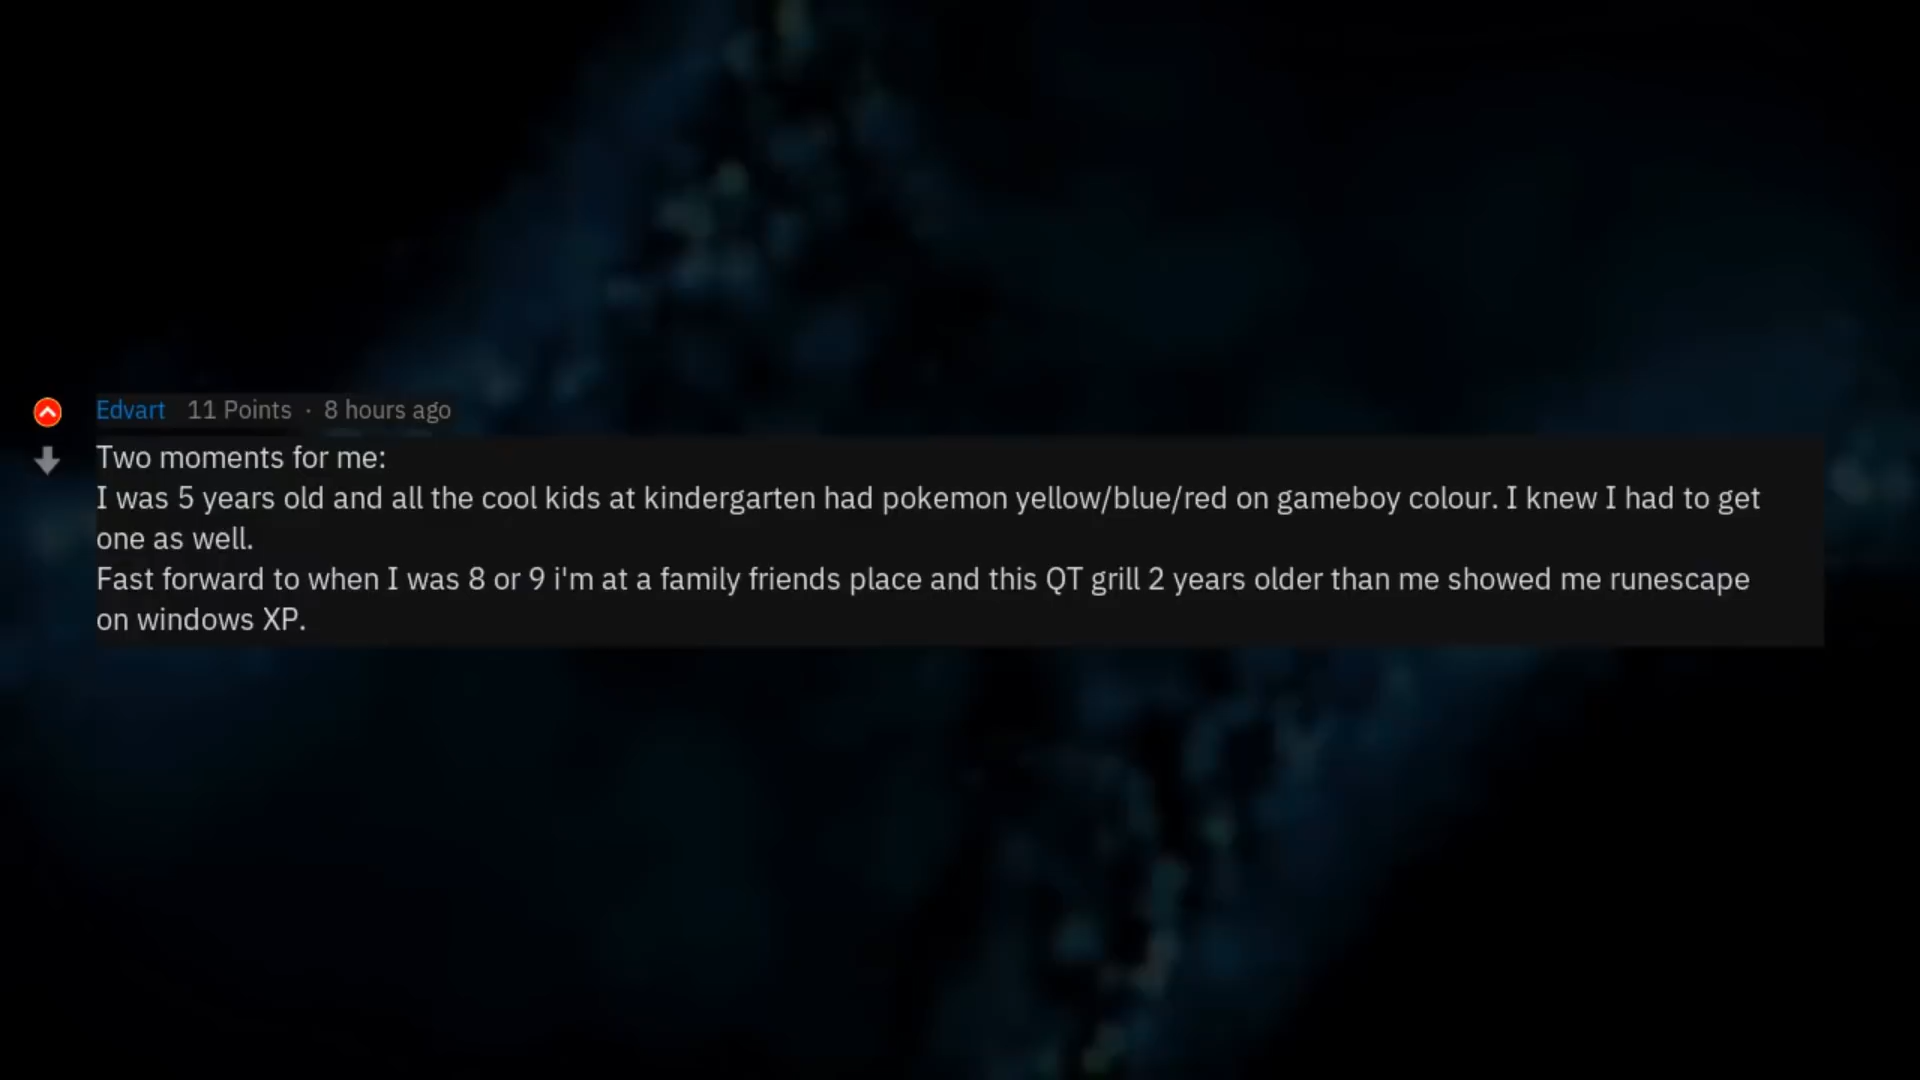 Edvart 11 Points · 8 hours ago
Two moments for me:
I was 5 years old and all the cool kids at kindergarten had pokemon yellow/blue/red on gameboy colour. I knew I had to get
one as well.
Fast forward to when I was 8 or 9 i'm at a family friends place and this QT grill 2 years older than me showed me runescape
on windows XP.